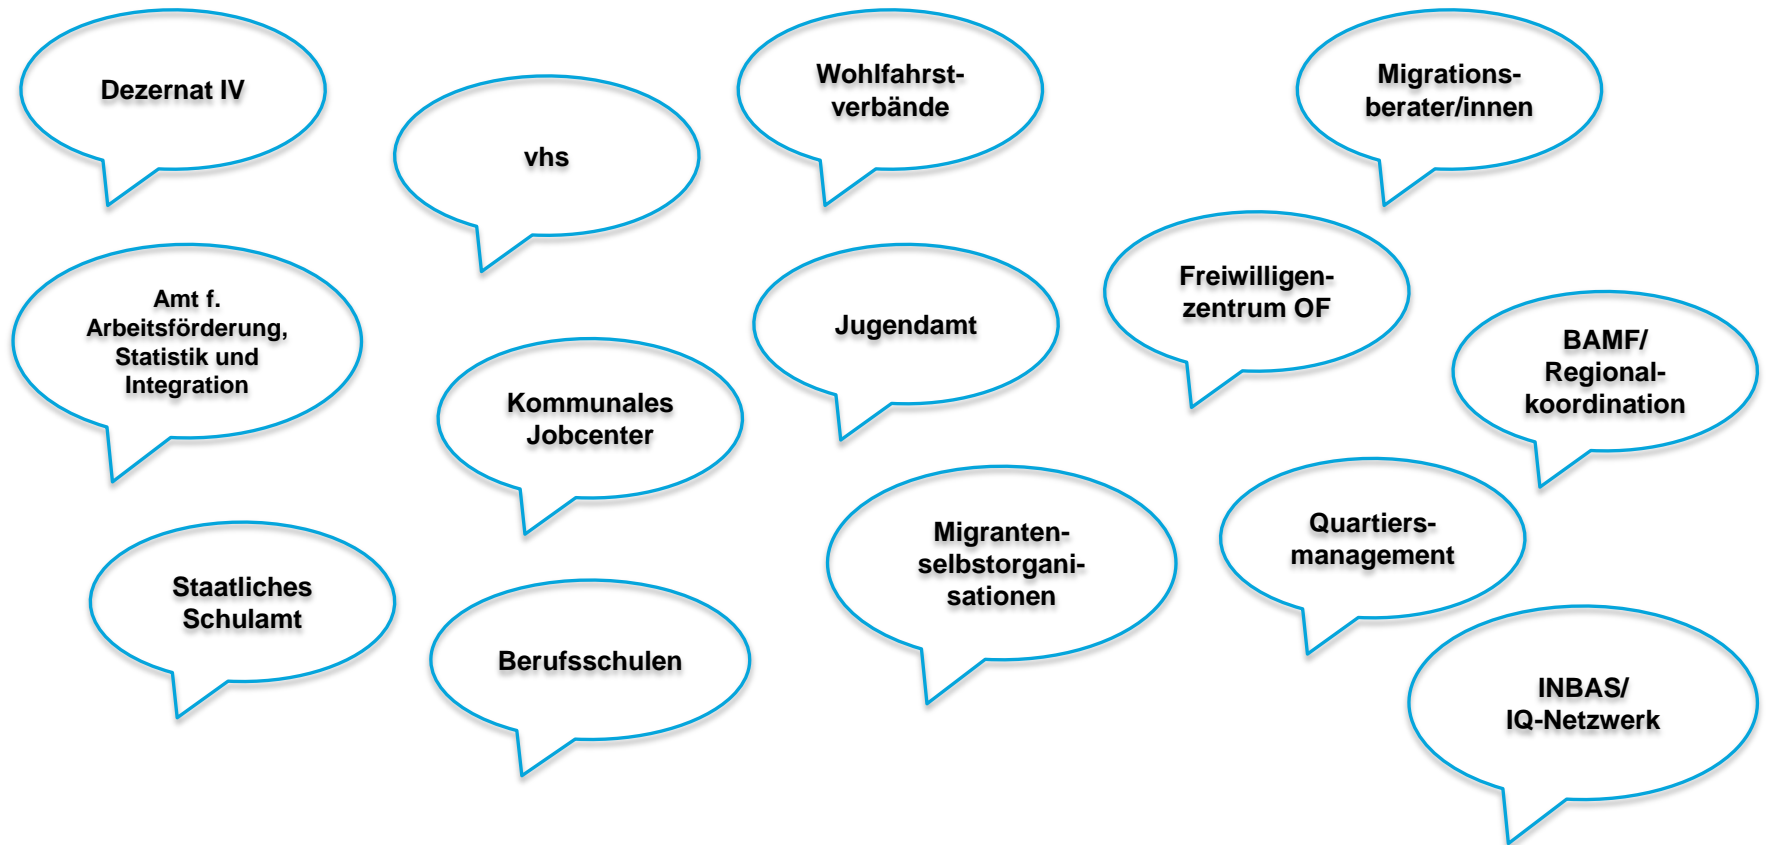 Dezernat IV
vhs
Wohlfahrst-
verbände
Migrations-
berater/innen
Amt f.
Arbeitsförderung,
Statistik und
Integration
Kommunales
Jobcenter
Jugendamt
Freiwilligen-
zentrum OF
BAMF/
Regional-
koordination
Staatliches
Schulamt
Berufsschulen
Migranten-
selbstorgani-
sationen
Quartiers-
management
INBAS/
IQ-Netzwerk